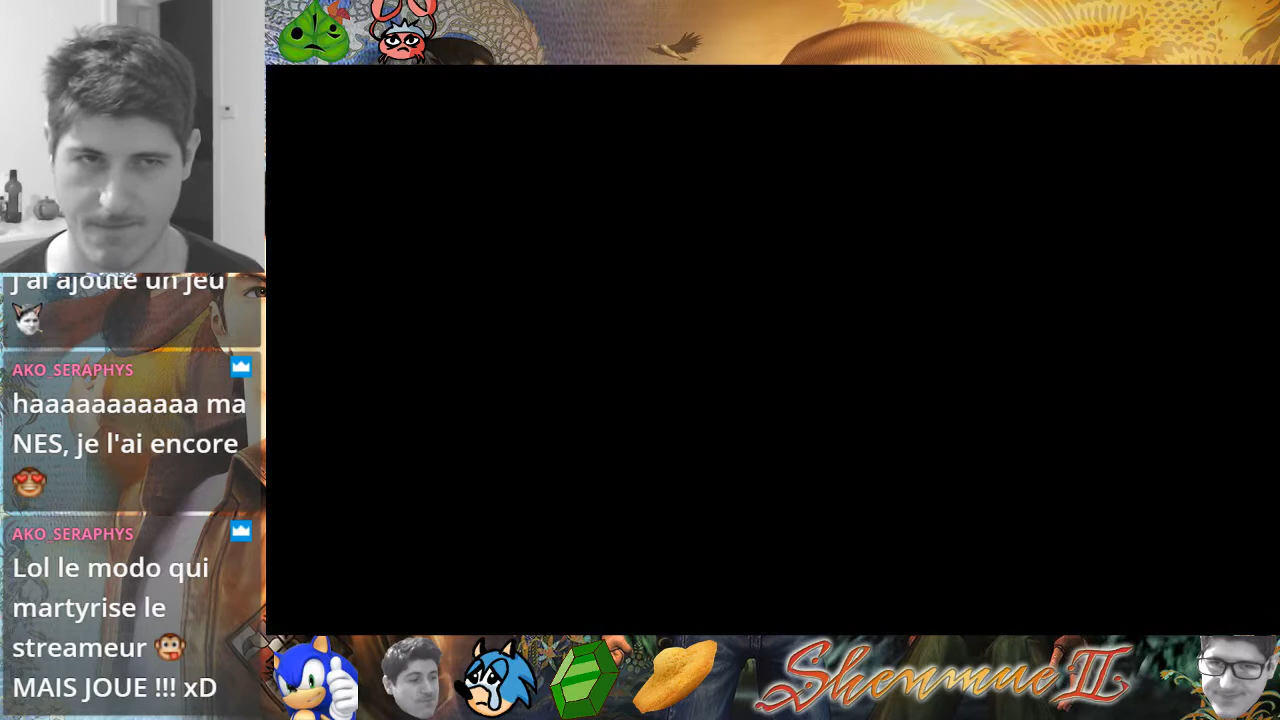 j'ai ajouté un jeu
AKO_SERAPHYS
haaaaaaaaaaa ma
NES, je l'ai encore
AKO_SERAPHYS
Lol le modo qui
martyrise le
streameur
MAIS JOUE !!! xD
Shenmue II